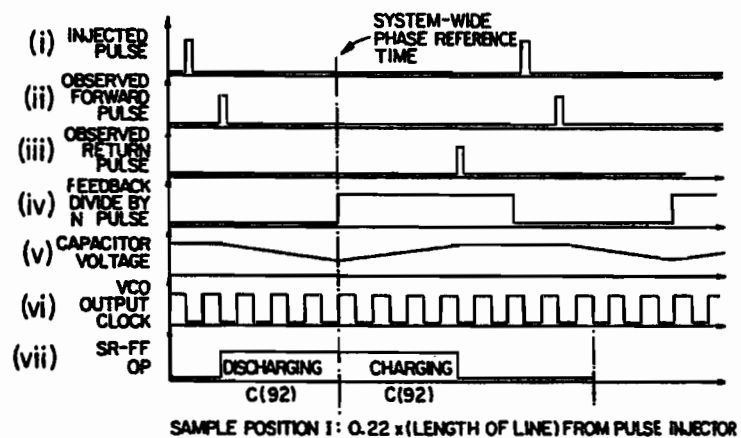 SYSTEM-WIDE
PHASE REFERENCE
TIME
(i) INJECTED
PULSE
(ii) OBSERVED
FORWARD
PULSE
(iii) OBSERVED
RETURN
PULSE
(iv) FEEDBACK
DIVIDE BY
N PULSE
(v) CAPACITOR
VOLTAGE
(vi) VCO
OUTPUT
CLOCK
(vii) SR-FF
OP
DISCHARGING
C(92)
CHARGING
C(92)
SAMPLE POSITION I: 0.22 x (LENGTH OF LINE) FROM PULSE INJECTOR